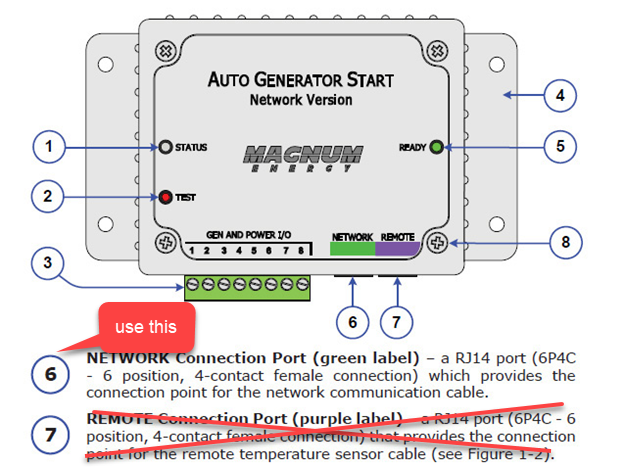 AUTO GENERATOR START
Network Version
1
STATUS
MAGNUM
ENERGY
READY
5
4
2
TEST
GEN AND POWER I/O
1 2 3 4 5 6 7 8
NETWORK
REMOTE
8
3
6
7
use this
6
NETWORK Connection Port (green label) – a RJ14 port (6P4C
- 6 position, 4-contact female connection) which provides the
connection point for the network communication cable.
7
REMOTE Connection Port (purple label) – a RJ14 port (6P4C - 6
position, 4-contact female connection) that provides the connection
point for the remote temperature sensor cable (see Figure 1-2).